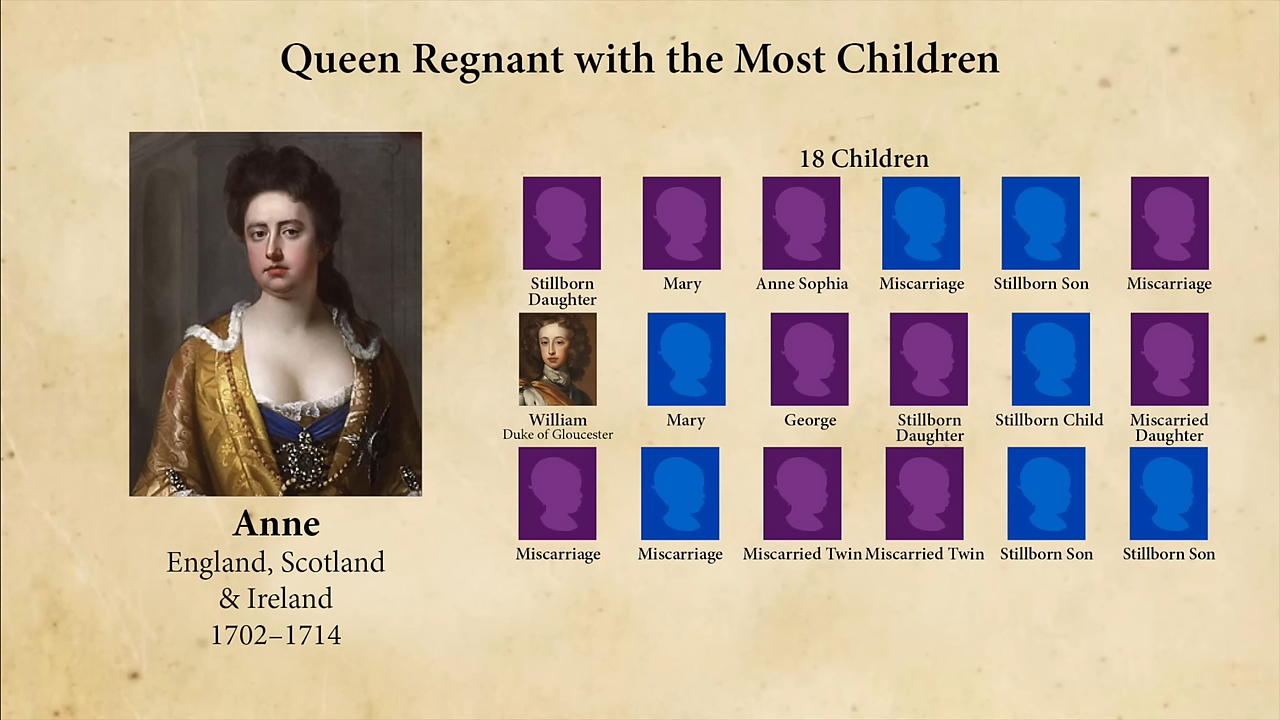 Queen Regnant with the Most Children
18 Children
Stillborn
Daughter
Mary
Anne Sophia
Miscarriage
Stillborn Son
Miscarriage
William
Duke of Gloucester
Mary
George
Stillborn
Daughter
Stillborn Child
Miscarried
Daughter
Miscarriage
Miscarriage
Miscarried Twin
Miscarried Twin
Stillborn Son
Stillborn Son
Anne
England, Scotland
& Ireland
1702–1714